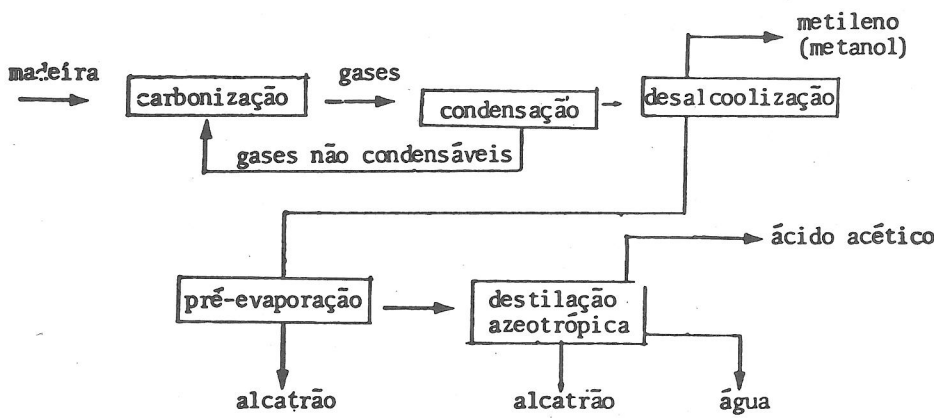 metileno
(metanol)
madeira
gases
carbonização
condensação
desalcoolização
gases não condensáveis
ácido acético
pré-evaporação
destilação
azeotrópica
alcatrão
alcatrão
água